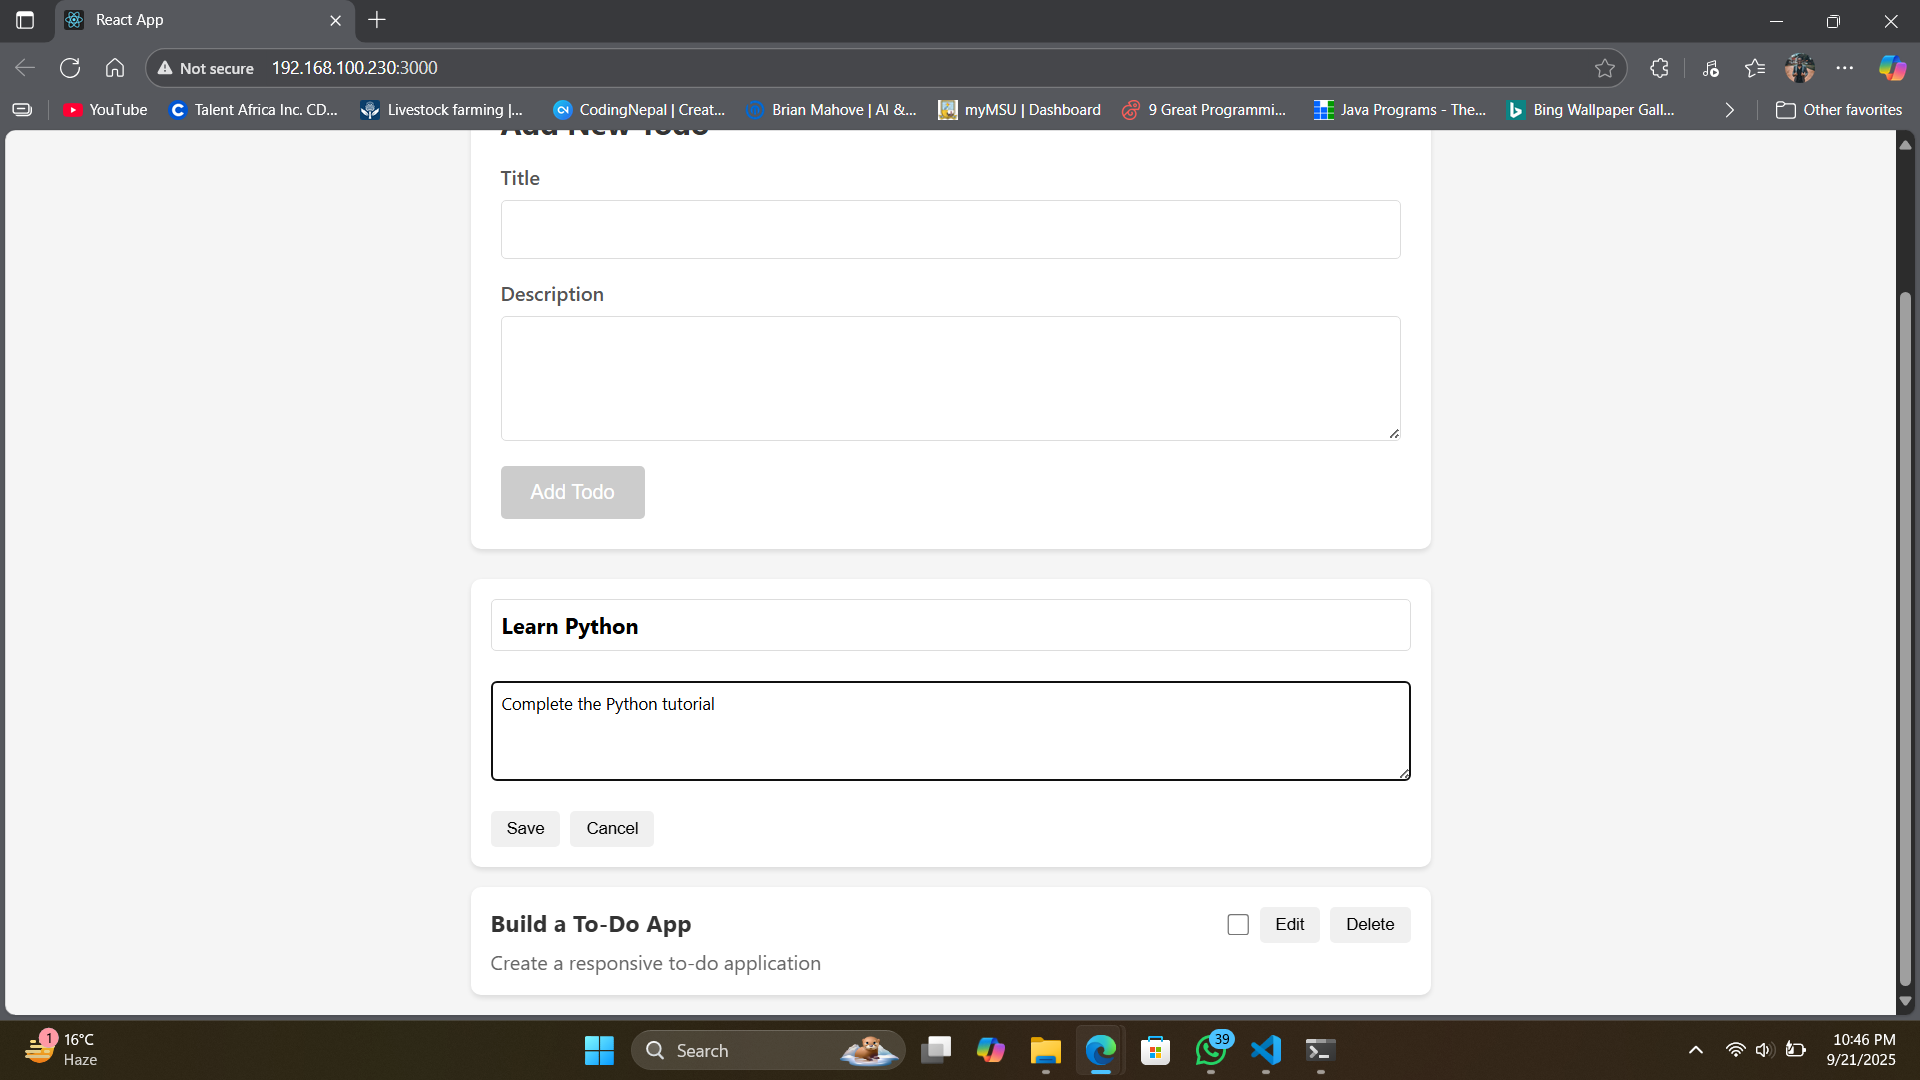 React App
Not secure 192.168.100.230:3000
YouTube Talent Africa Inc. CD... Livestock farming |... CodingNepal | Creat... Brian Mahove | AI &... myMSU | Dashboard 9 Great Programmi... Java Programs - The... Bing Wallpaper Gall... Other favorites
Add New Todo
Title
Description
Add Todo
Learn Python
Complete the Python tutorial
Save Cancel
Build a To-Do App Edit Delete
Create a responsive to-do application
1 16°C
Haze
Search
39
10:46 PM
9/21/2025